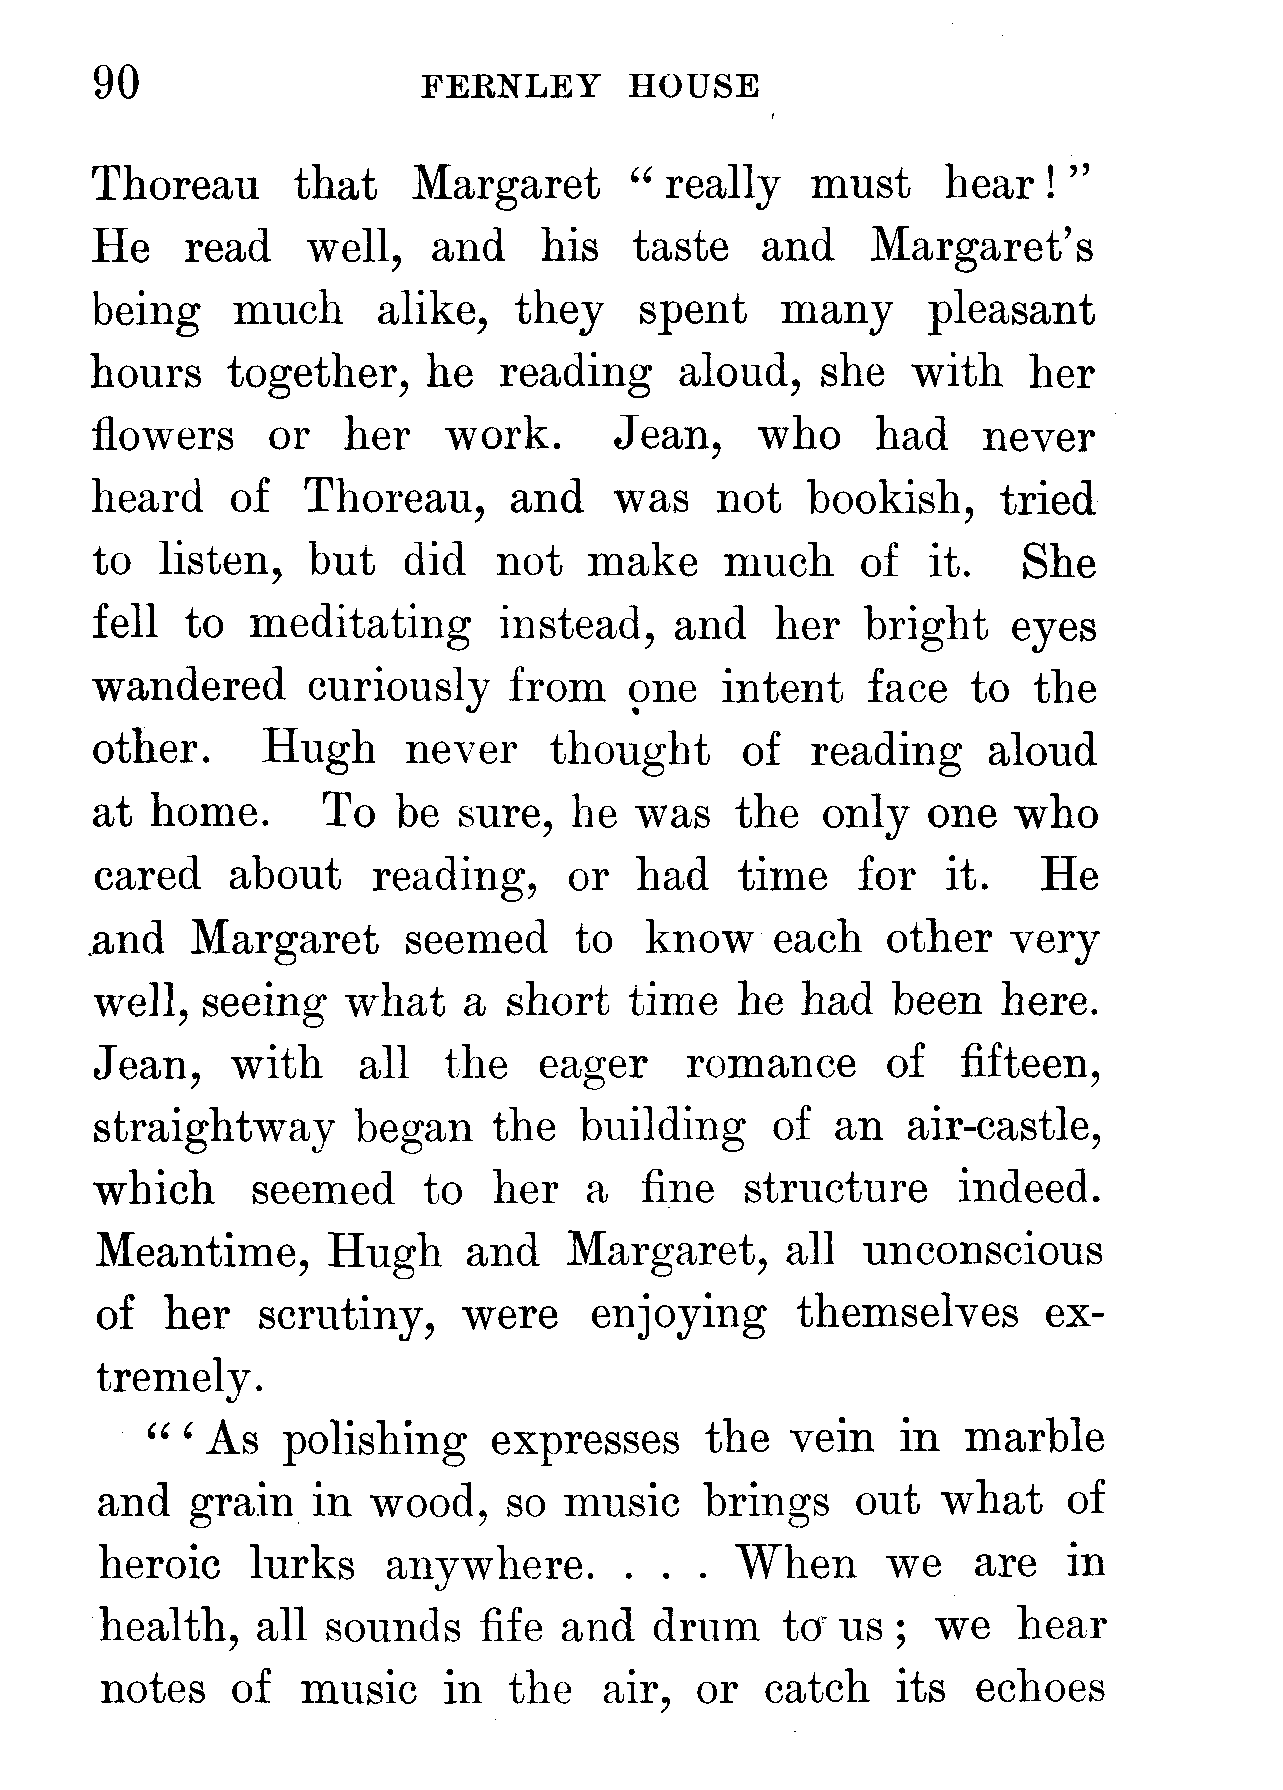 90 FERNLEY HOUSE
Thoreau that Margaret “ really must hear ! ”
He read well, and his taste and Margaret’s
being much alike, they spent many pleasant
hours together, he reading aloud, she with her
flowers or her work. Jean, who had never
heard of Thoreau, and was not bookish, tried
to listen, but did not make much of it. She
fell to meditating instead, and her bright eyes
wandered curiously from one intent face to the
other. Hugh never thought of reading aloud
at home. To be sure, he was the only one who
cared about reading, or had time for it. He
and Margaret seemed to know each other very
well, seeing what a short time he had been here.
Jean, with all the eager romance of fifteen,
straightway began the building of an air-castle,
which seemed to her a fine structure indeed.
Meantime, Hugh and Margaret, all unconscious
of her scrutiny, were enjoying themselves ex-
tremely.
“ ‘ As polishing expresses the vein in marble
and grain in wood, so music brings out what of
heroic lurks anywhere. . . . When we are in
health, all sounds fife and drum to us ; we hear
notes of music in the air, or catch its echoes